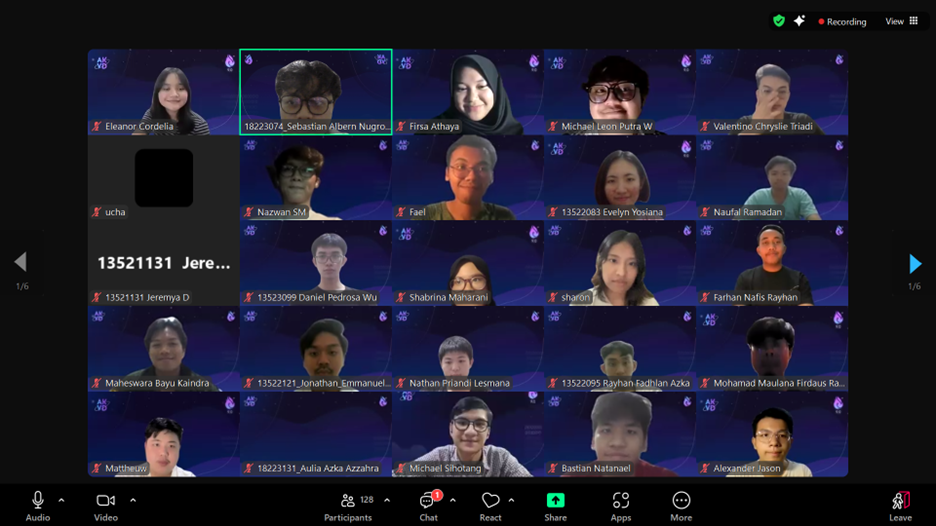 Recording View
Eleanor Cordelia
18223074_Sebastian Albern Nugro...
Firsa Athaya
Michael Leon Putra W
Valentino Chryslie Triadi
ucha
Nazwan SM
Fael
13522083 Evelyn Yosiana
Naufal Ramadan
13521131 Jere...
13521131 Jeremya D
13523099 Daniel Pedrosa Wu
Shabrina Maharani
sharon
Farhan Nafis Rayhan
1/6
1/6
Maheswara Bayu Kaindra
13522121_Jonathan_Emmanuel...
Nathan Priandi Lesmana
13522095 Rayhan Fadhlan Azka
Mohamad Maulana Firdaus Ra...
Mattheuw
18223131_Aulia Azka Azzahra
Michael Sihotang
Bastian Natanael
Alexander Jason
128
1
Audio
Video
Participants
Chat
React
Share
Apps
More
Leave